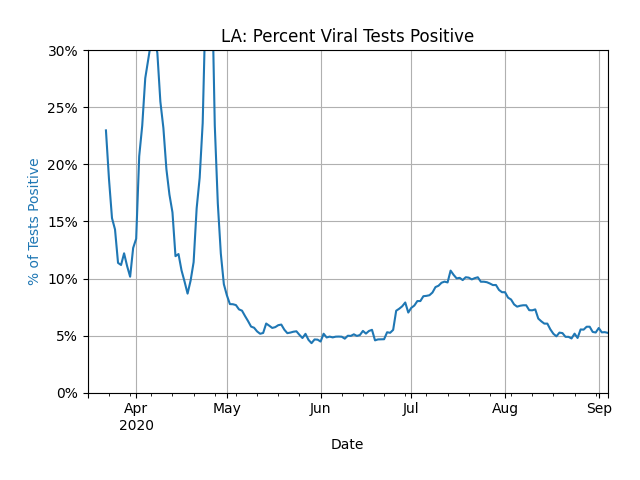 LA: Percent Viral Tests Positive
30%
25%
20%
15%
10%
5%
0%
% of Tests Positive
Apr
2020
May
Jun
Jul
Aug
Sep
Date